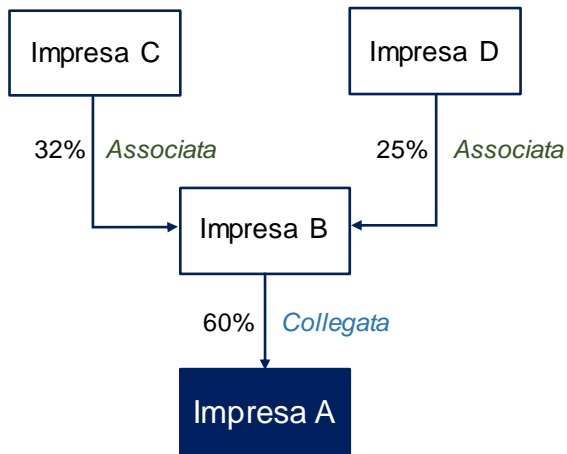 Impresa C
Impresa D
32% Associata
25% Associata
Impresa B
60% Collegata
Impresa A